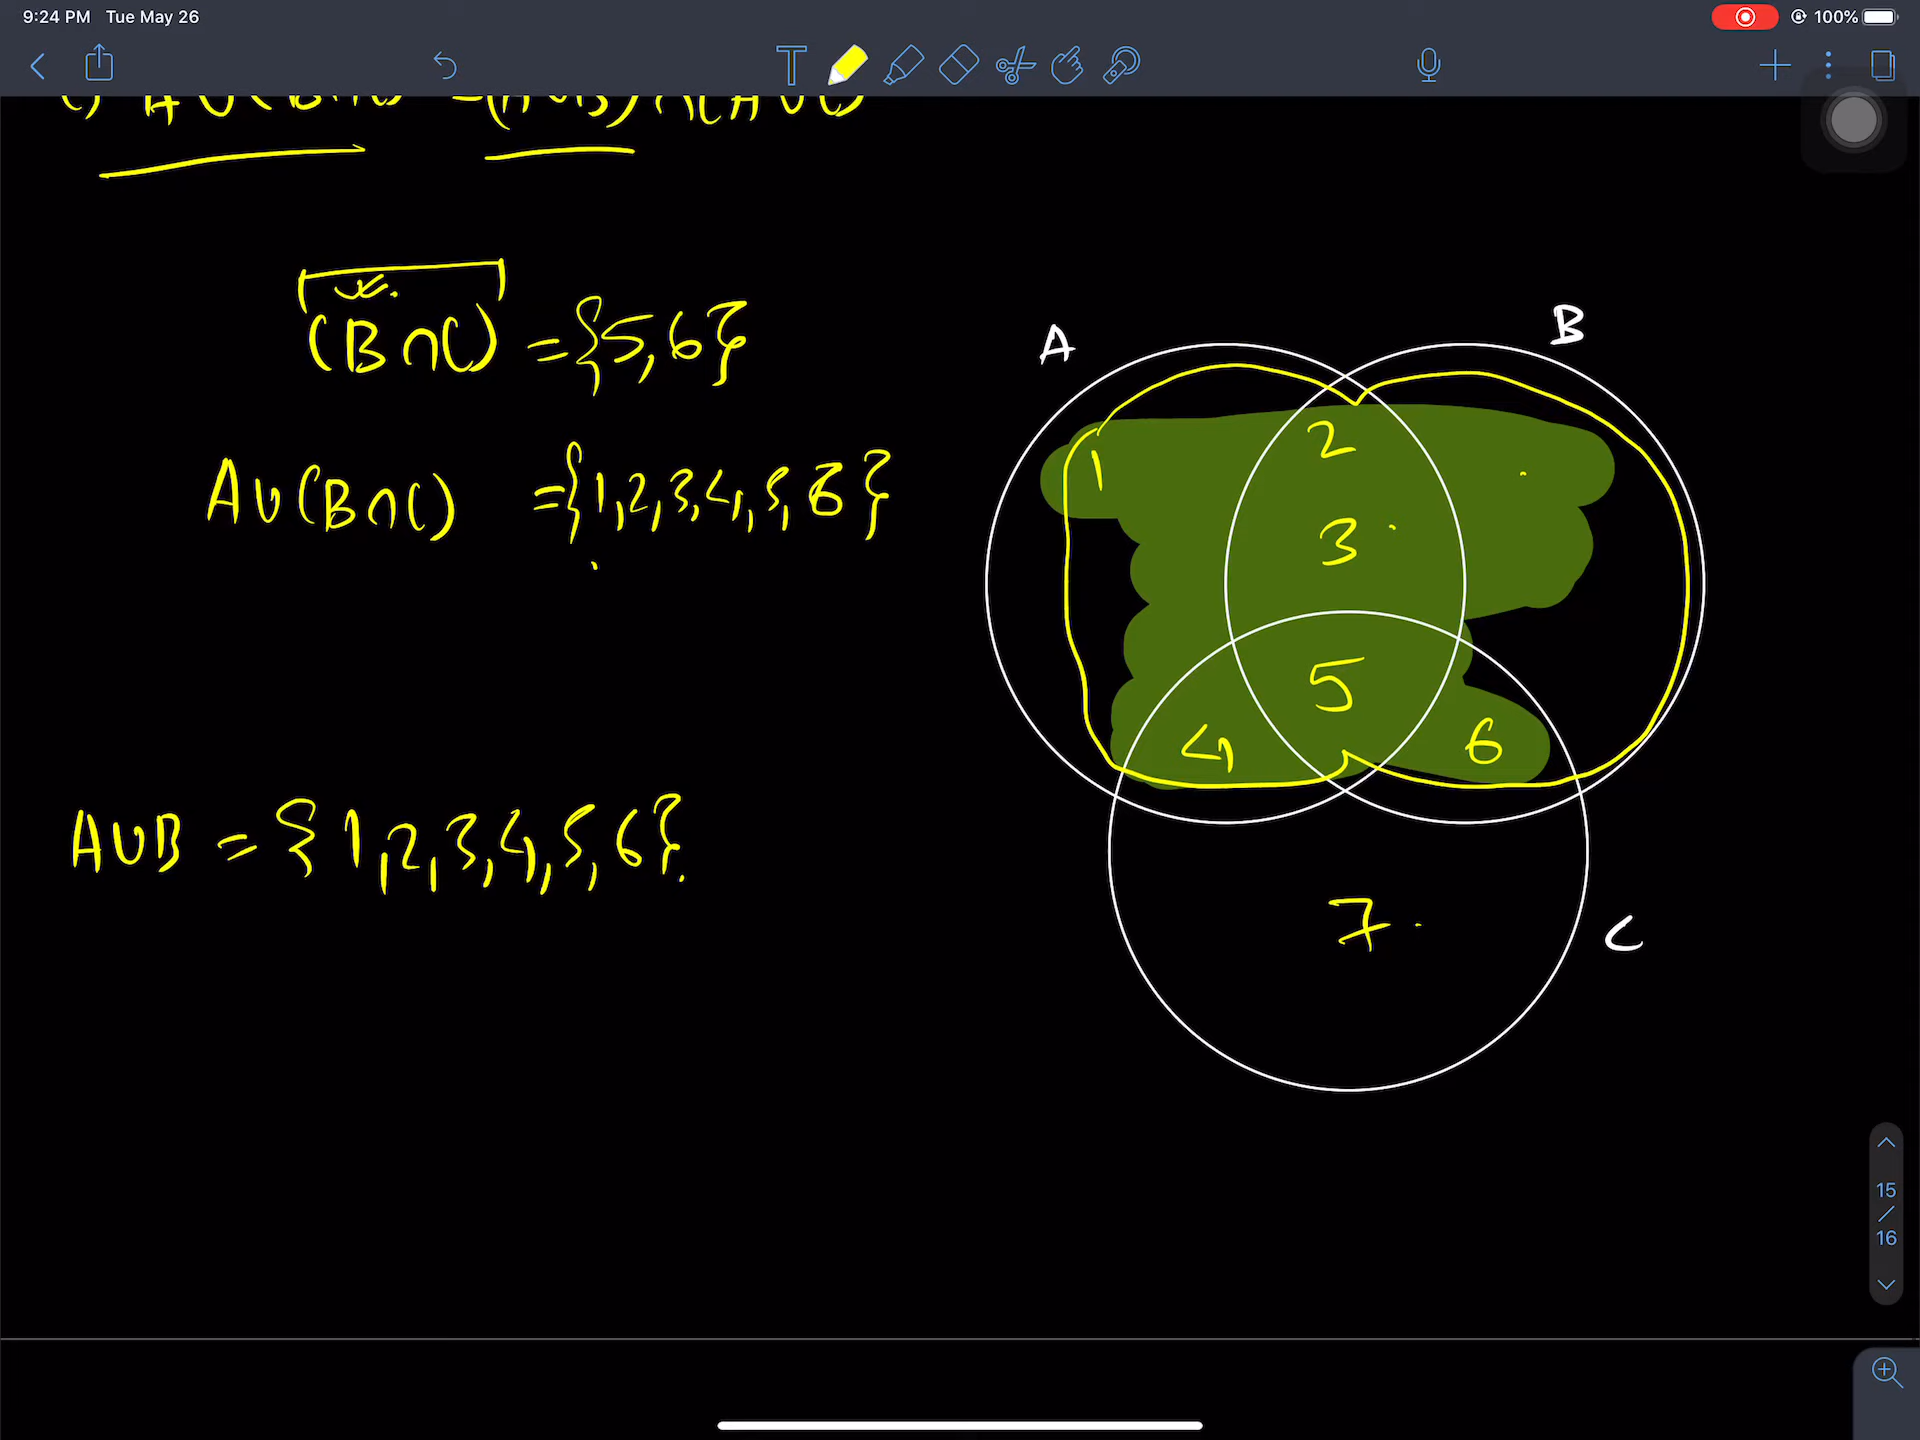 9:24 PM Tue May 26
100%
T
c) A∪(B∩C) =(A∪B)∩(A∪C)
(B∩C) ={5,6}
A∪(B∩C) ={1,2,3,4,5,6}
A∪B = {1,2,3,4,5,6}.
A
B
1
2
3
5
4
6
7
C
15
/
16